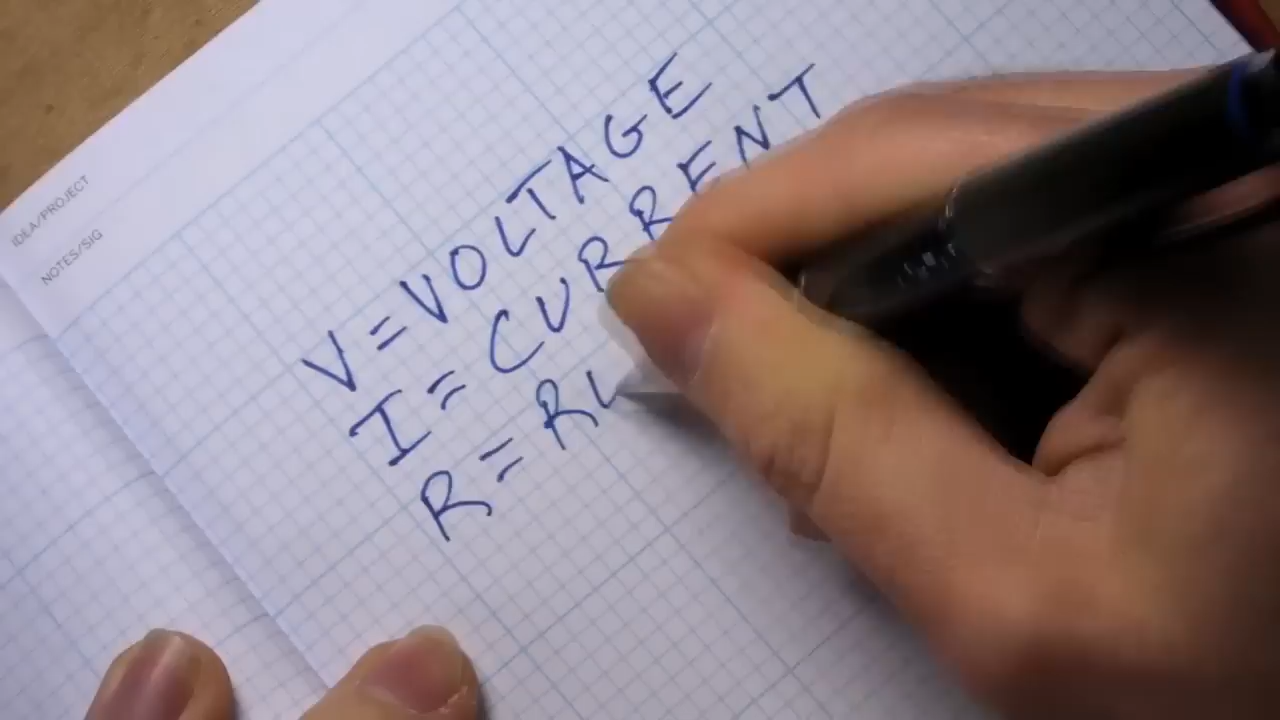 IDEA/PROJECT
NOTES/SIG
V = VOLTAGE
I = CURRENT
R = R